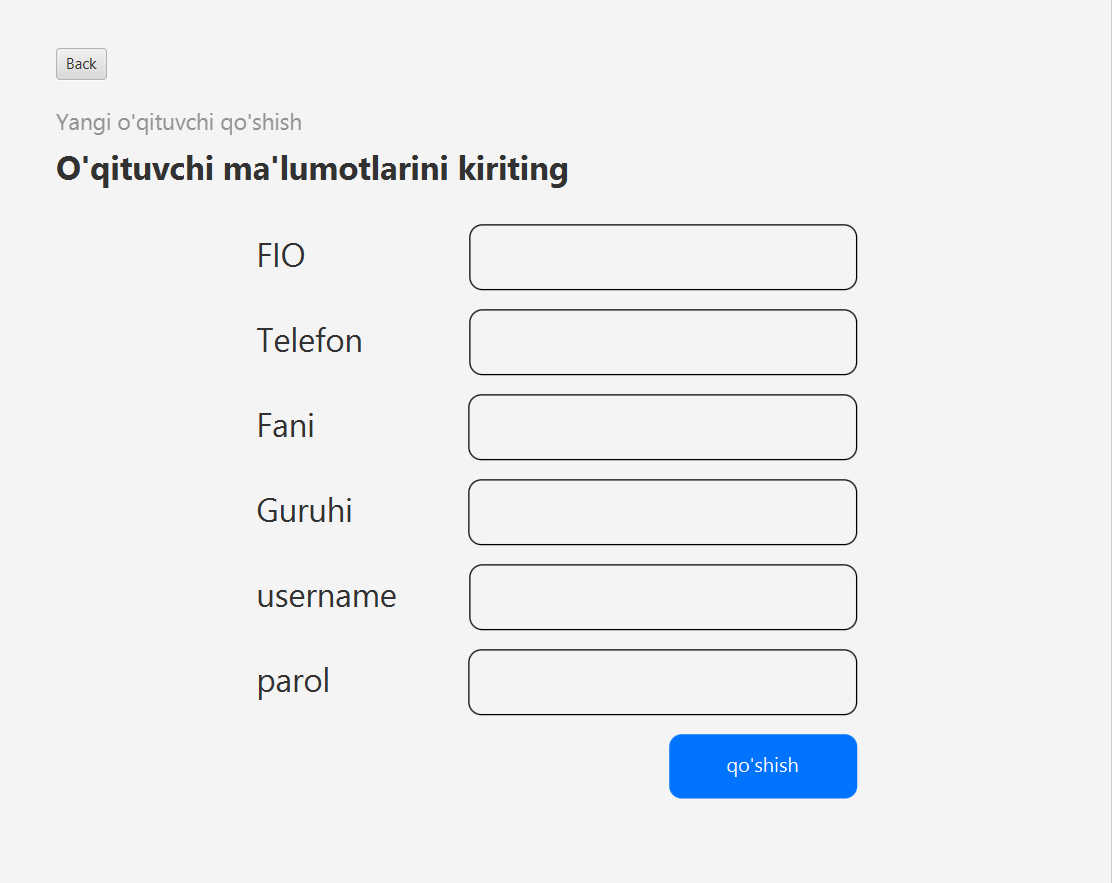 Back
Yangi o'qituvchi qo'shish
O'qituvchi ma'lumotlarini kiriting
FIO
Telefon
Fani
Guruhi
username
parol
qo'shish